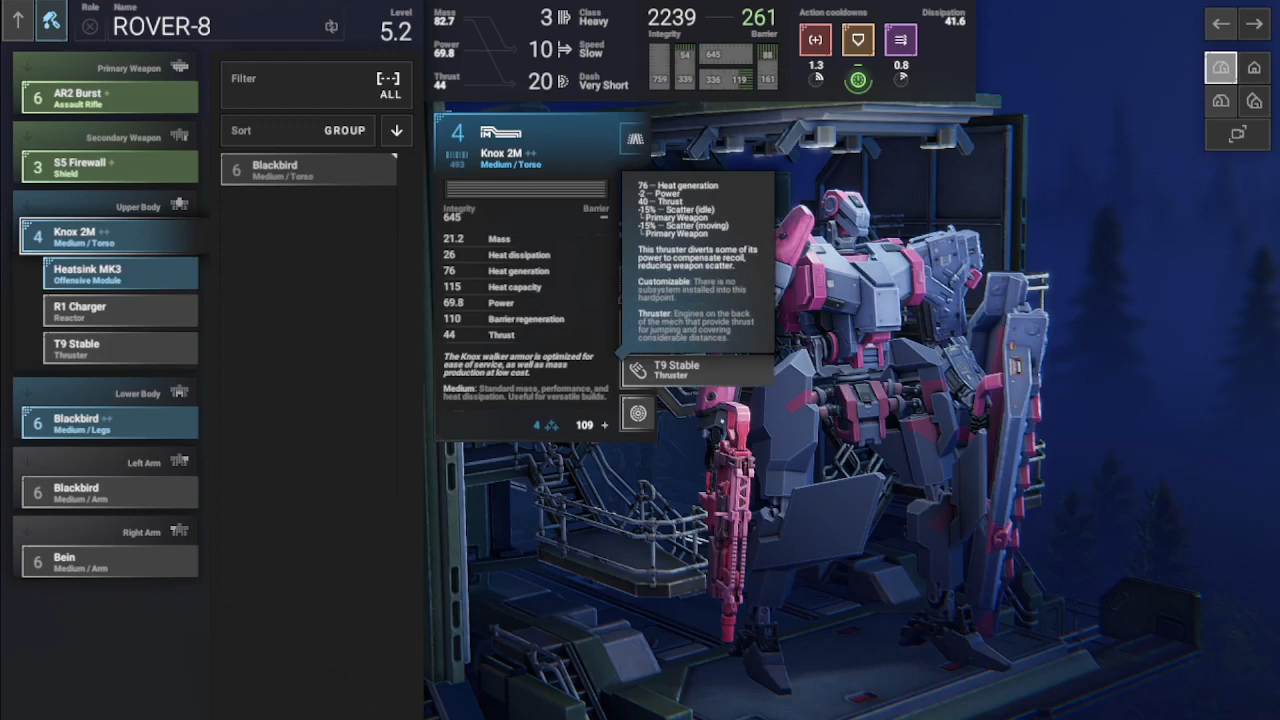 Role
Name
ROVER-8
Level
5.2
Primary Weapon
6
AR2 Burst +
Assault Rifle
Secondary Weapon
3
S5 Firewall +
Shield
Upper Body
4
Knox 2M ++
Medium / Torso
Heatsink MK3
Offensive Module
R1 Charger
Reactor
T9 Stable
Thruster
Lower Body
6
Blackbird ++
Medium / Legs
Left Arm
6
Blackbird
Medium / Arm
Right Arm
6
Bein
Medium / Arm
Filter
[--]
ALL
Sort
GROUP
6
Blackbird
Medium / Torso
Mass
82.7
Power
69.8
Thrust
44
3
Class
Heavy
10
Speed
Slow
20
Dash
Very Short
2239
Integrity
261
Barrier
759
54
339
645
336
119
88
161
Action cooldowns
1.3
0.8
Dissipation
41.6
4
493
Knox 2M ++
Medium / Torso
Integrity
645
Barrier
–
21.2 Mass
26 Heat dissipation
76 Heat generation
115 Heat capacity
69.8 Power
110 Barrier regeneration
44 Thrust
The Knox walker armor is optimized for
ease of service, as well as mass
production at low cost.
Medium: Standard mass, performance, and
heat dissipation. Useful for versatile builds.
4
109 +
76 – Heat generation
-2 – Power
40 – Thrust
-15% – Scatter (idle)
└ Primary Weapon
-15% – Scatter (moving)
└ Primary Weapon
This thruster diverts some of its
power to compensate recoil,
reducing weapon scatter.
Customizable: There is no
subsystem installed into this
hardpoint.
Thruster: Engines on the back
of the mech that provide thrust
for jumping and covering
considerable distances.
T9 Stable
Thruster